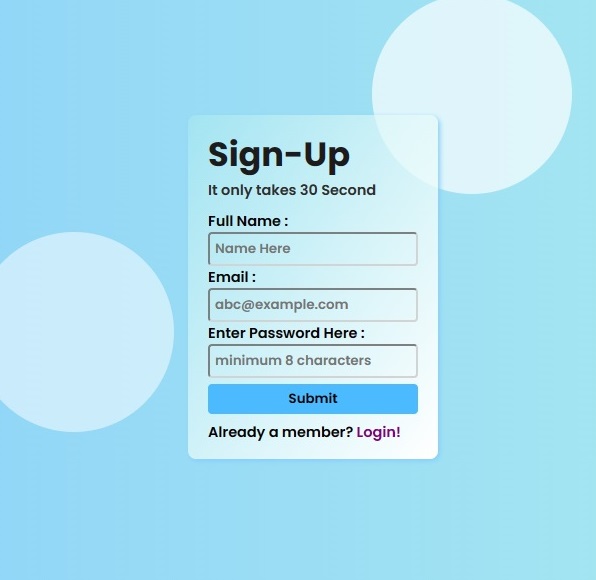 Sign-Up
It only takes 30 Second
Full Name :
Name Here
Email :
abc@example.com
Enter Password Here :
minimum 8 characters
Submit
Already a member? Login!